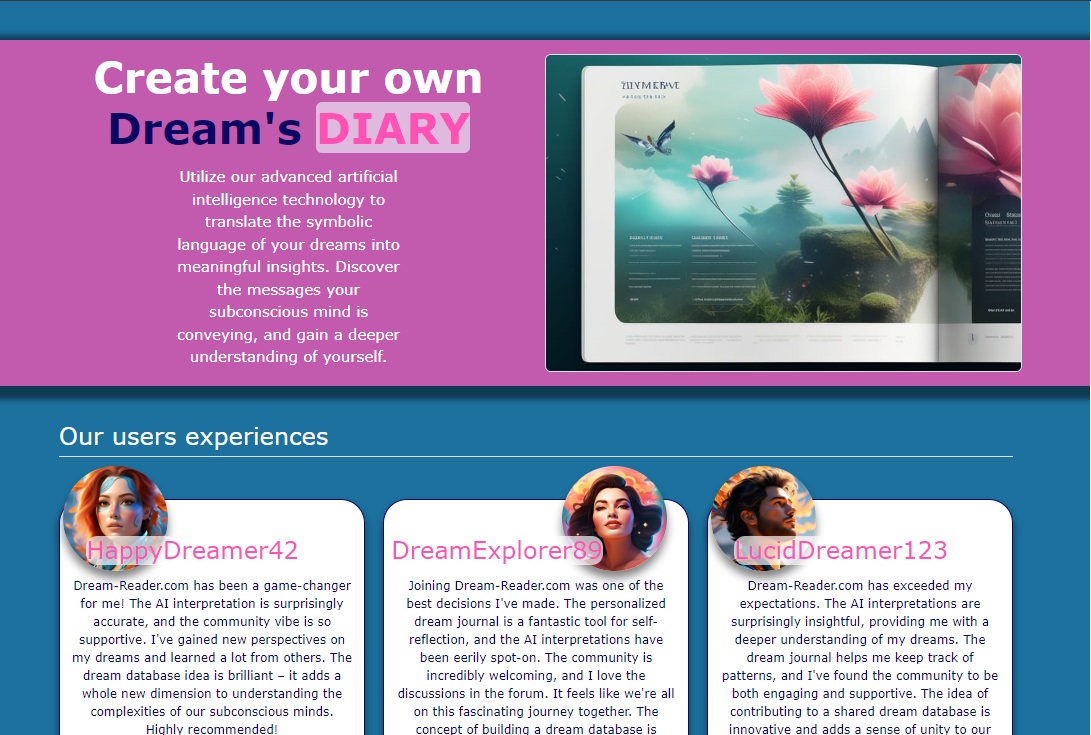 Create your own
Dream's DIARY
Utilize our advanced artificial
intelligence technology to
translate the symbolic
language of your dreams into
meaningful insights. Discover
the messages your
subconscious mind is
conveying, and gain a deeper
understanding of yourself.
Our users experiences
HappyDreamer42
Dream-Reader.com has been a game-changer
for me! The AI interpretation is surprisingly
accurate, and the community vibe is so
supportive. I've gained new perspectives on
my dreams and learned a lot from others. The
dream database idea is brilliant – it adds a
whole new dimension to understanding the
complexities of our subconscious minds.
Highly recommended!
DreamExplorer89
Joining Dream-Reader.com was one of the
best decisions I've made. The personalized
dream journal is a fantastic tool for self-
reflection, and the AI interpretations have
been eerily spot-on. The community is
incredibly welcoming, and I love the
discussions in the forum. It feels like we're all
on this fascinating journey together. The
concept of building a dream database is
LucidDreamer123
Dream-Reader.com has exceeded my
expectations. The AI interpretations are
surprisingly insightful, providing me with a
deeper understanding of my dreams. The
dream journal helps me keep track of
patterns, and I've found the community to be
both engaging and supportive. The idea of
contributing to a shared dream database is
innovative and adds a sense of unity to our